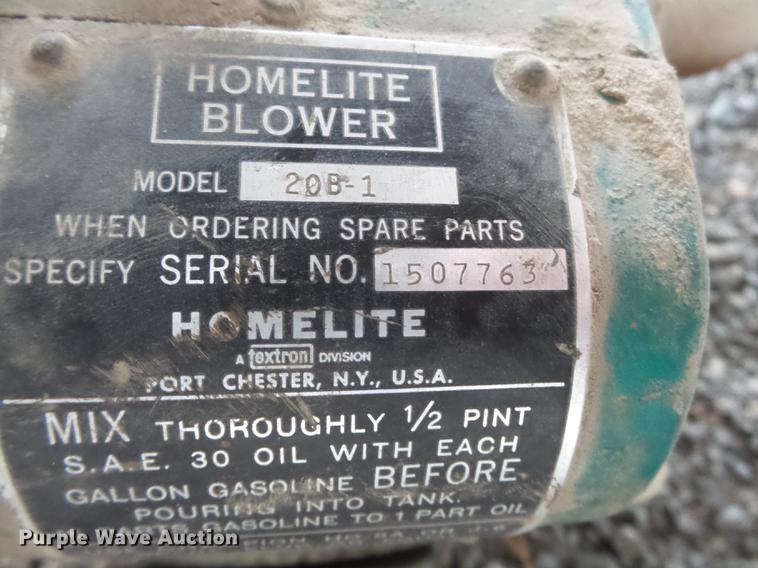 HOMELITE
BLOWER
MODEL 20B-1
WHEN ORDERING SPARE PARTS
SPECIFY SERIAL NO. 1507763
HOMELITE
A textron DIVISION
PORT CHESTER, N.Y., U.S.A.
MIX THOROUGHLY 1/2 PINT
S.A.E. 30 OIL WITH EACH
GALLON GASOLINE BEFORE
POURING INTO TANK.
PARTS GASOLINE TO 1 PART OIL
Purple Wave Auction